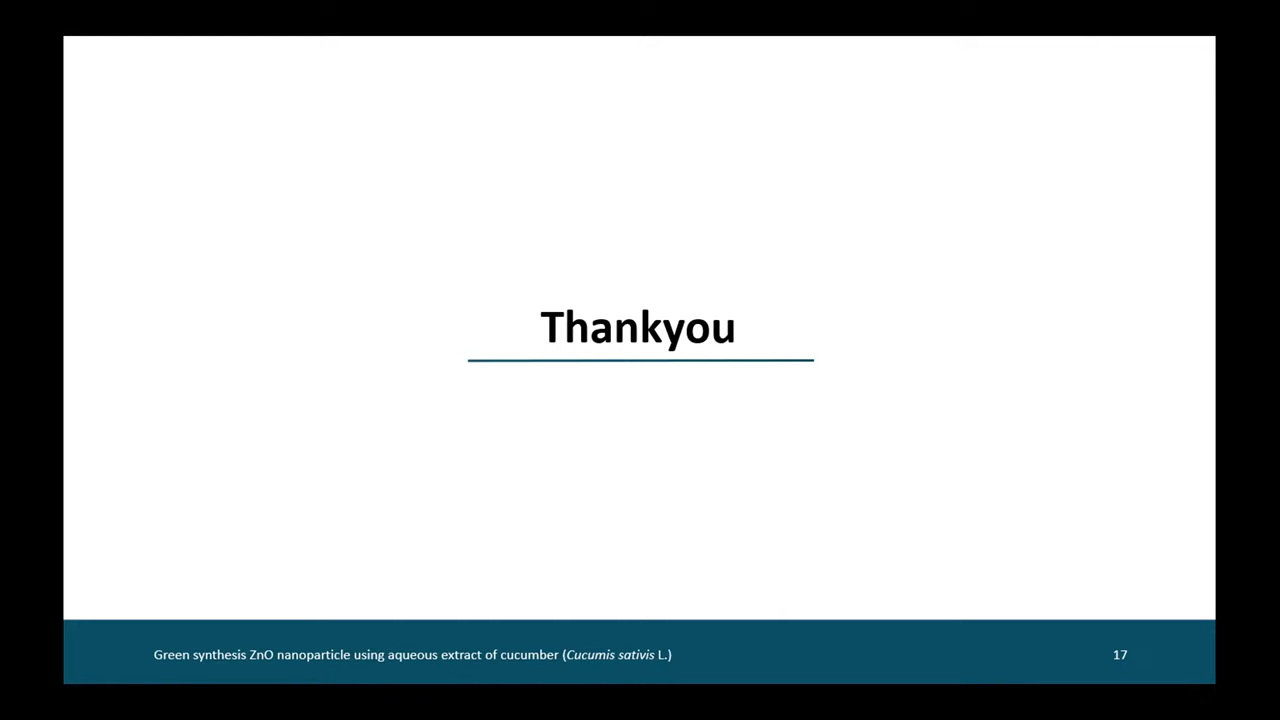 Thankyou
Green synthesis ZnO nanoparticle using aqueous extract of cucumber (Cucumis sativis L.)
17